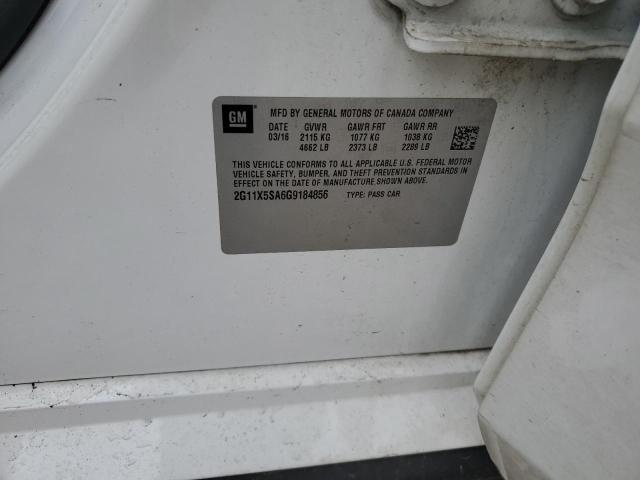 GM
MFD BY GENERAL MOTORS OF CANADA COMPANY
DATE GVWR GAWR FRT GAWR RR
03/16 2115 KG 1077 KG 1038 KG
4662 LB 2373 LB 2289 LB
THIS VEHICLE CONFORMS TO ALL APPLICABLE U.S. FEDERAL MOTOR
VEHICLE SAFETY, BUMPER, AND THEFT PREVENTION STANDARDS IN
EFFECT ON THE DATE OF MANUFACTURE SHOWN ABOVE.
2G11X5SA6G9184856 TYPE: PASS CAR